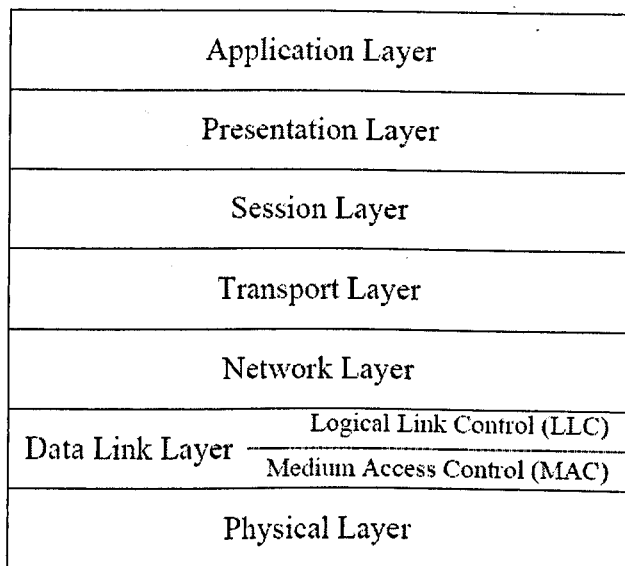 Application Layer
Presentation Layer
Session Layer
Transport Layer
Network Layer
Logical Link Control (LLC)
Data Link Layer
Medium Access Control (MAC)
Physical Layer